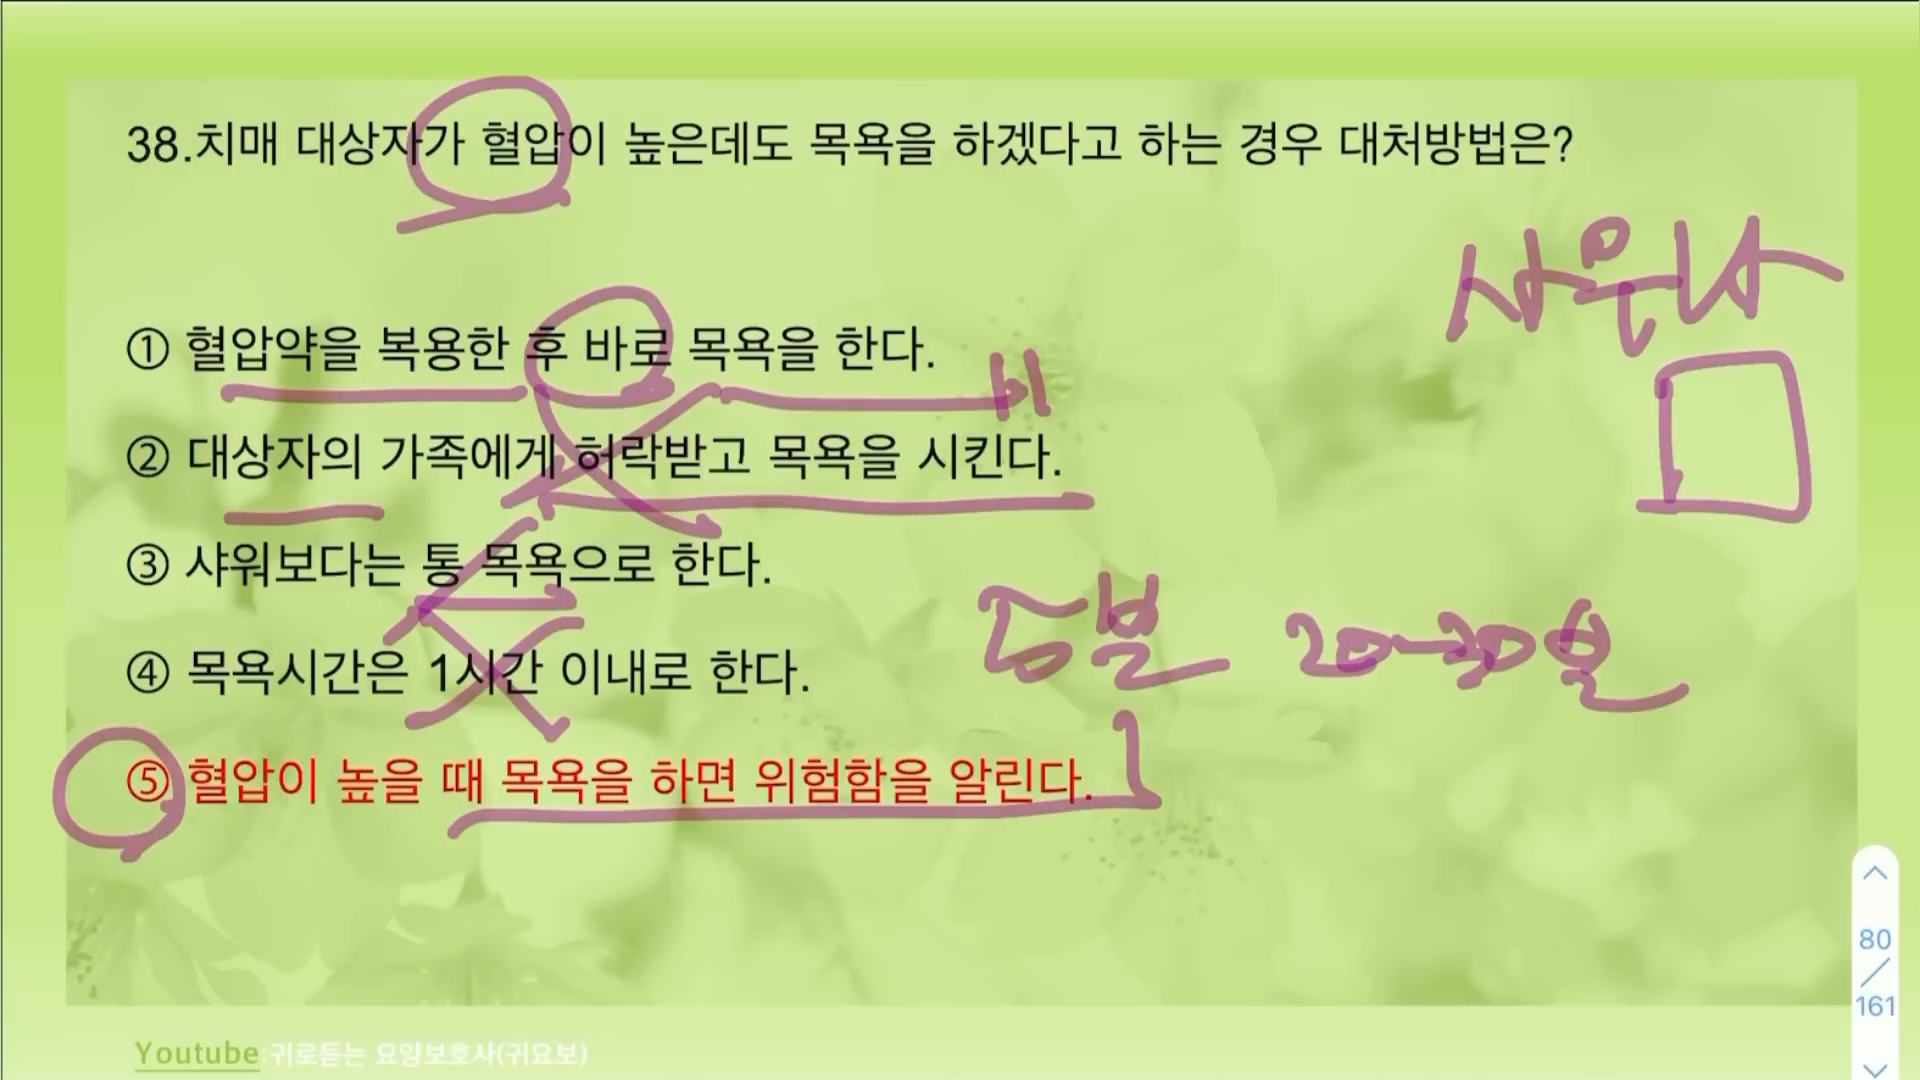 38.치매 대상자가 혈압이 높은데도 목욕을 하겠다고 하는 경우 대처방법은?
사우나
① 혈압약을 복용한 후 바로 목욕을 한다.
② 대상자의 가족에게 허락받고 목욕을 시킨다.
③ 샤워보다는 통 목욕으로 한다.
5분 20-30분
④ 목욕시간은 1시간 이내로 한다.
⑤ 혈압이 높을 때 목욕을 하면 위험함을 알린다.
80
/
161
Youtube:귀로듣는 요양보호사(귀요보)